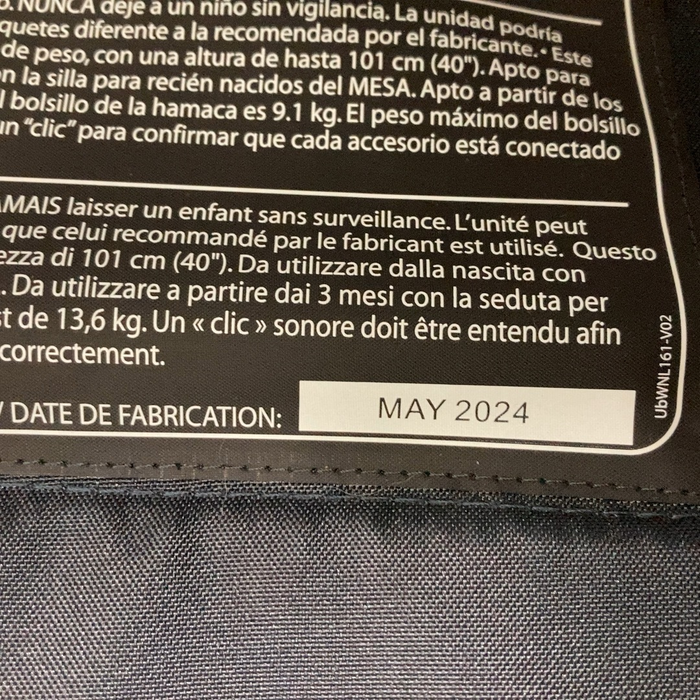 NUNCA deje a un niño sin vigilancia. La unidad podría
quetes diferente a la recomendada por el fabricante. • Este
de peso, con una altura de hasta 101 cm (40"). Apto para
n la silla para recién nacidos del MESA. Apto a partir de los
l bolsillo de la hamaca es 9.1 kg. El peso máximo del bolsillo
un "clic" para confirmar que cada accesorio está conectado
AMAIS laisser un enfant sans surveillance. L'unité peut
que celui recommandé par le fabricant est utilisé. Questo
ezza di 101 cm (40"). Da utilizzare dalla nascita con
. Da utilizzare a partire dai 3 mesi con la seduta per
st de 13,6 kg. Un « clic » sonore doit être entendu afin
correctement.
/ DATE DE FABRICATION: MAY 2024
UbWNL161-V02